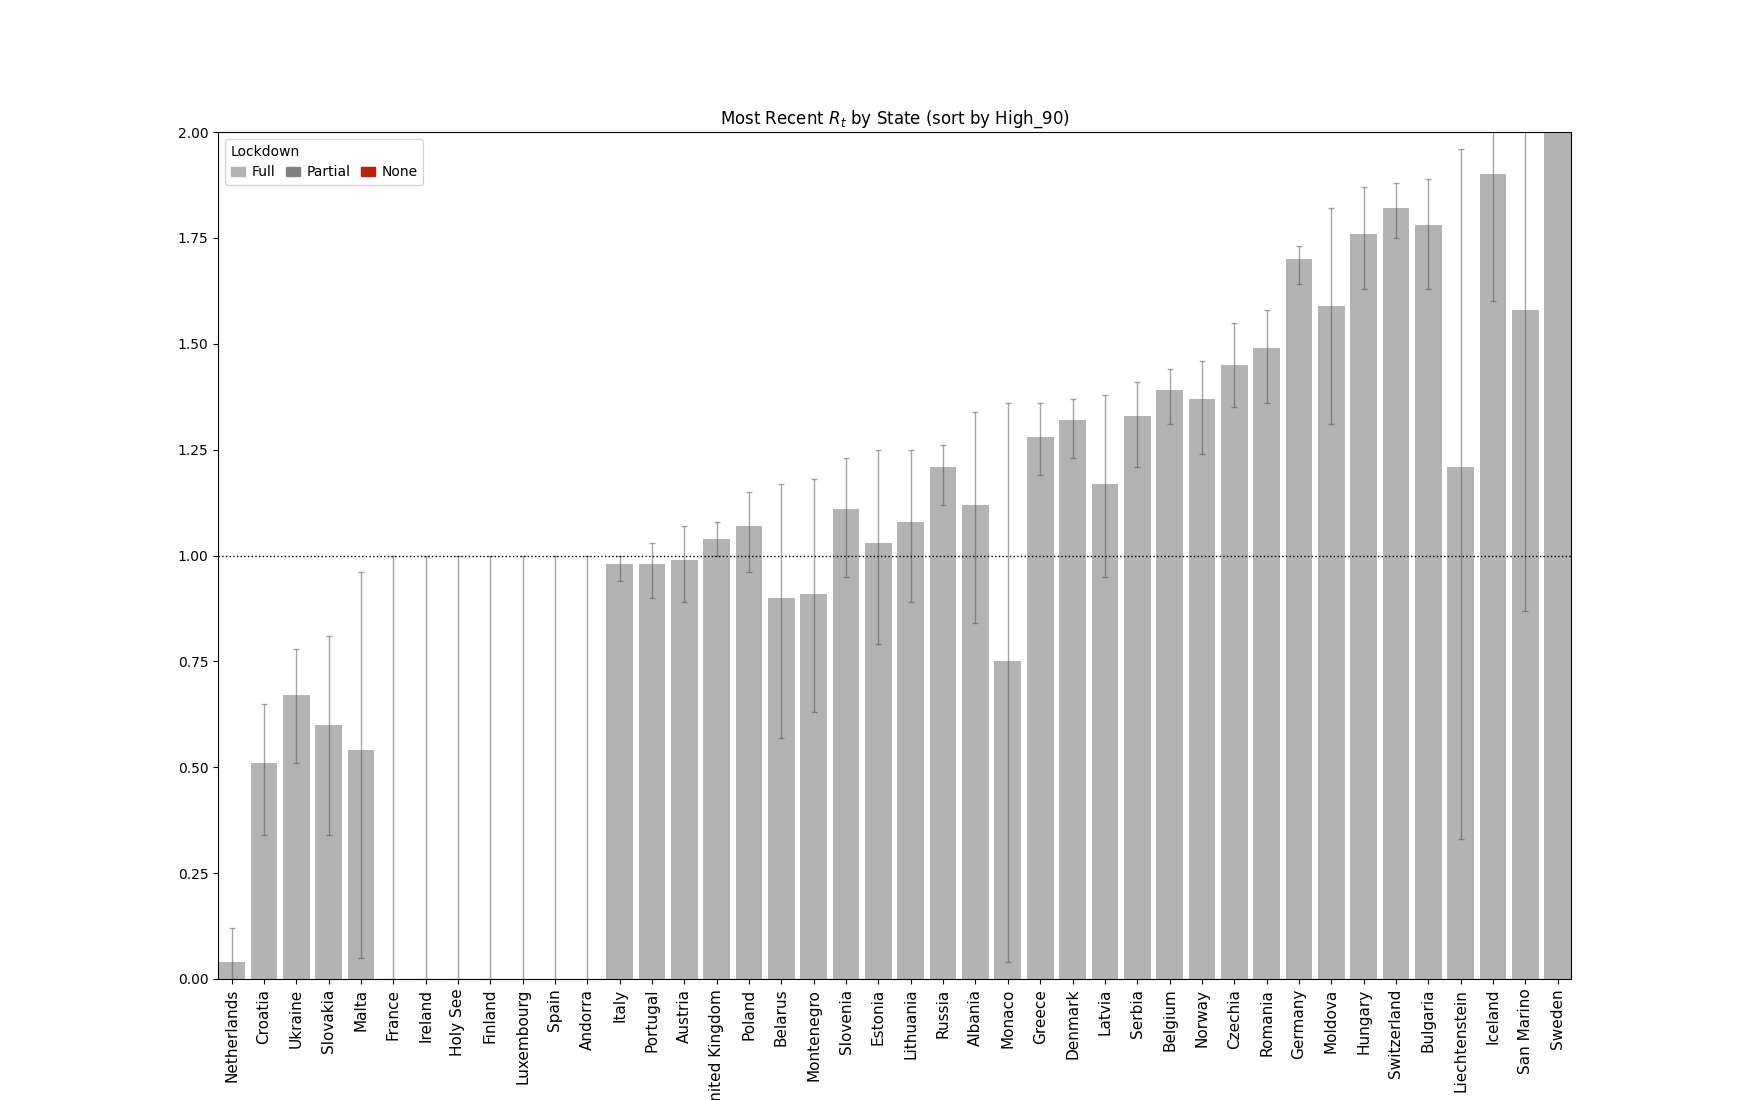 Most Recent R_t by State (sort by High_90)
Lockdown
Full Partial None
2.00
1.75
1.50
1.25
1.00
0.75
0.50
0.25
0.00
Netherlands
Croatia
Ukraine
Slovakia
Malta
France
Ireland
Holy See
Finland
Luxembourg
Spain
Andorra
Italy
Portugal
Austria
nited Kingdom
Poland
Belarus
Montenegro
Slovenia
Estonia
Lithuania
Russia
Albania
Monaco
Greece
Denmark
Latvia
Serbia
Belgium
Norway
Czechia
Romania
Germany
Moldova
Hungary
Switzerland
Bulgaria
Liechtenstein
Iceland
San Marino
Sweden